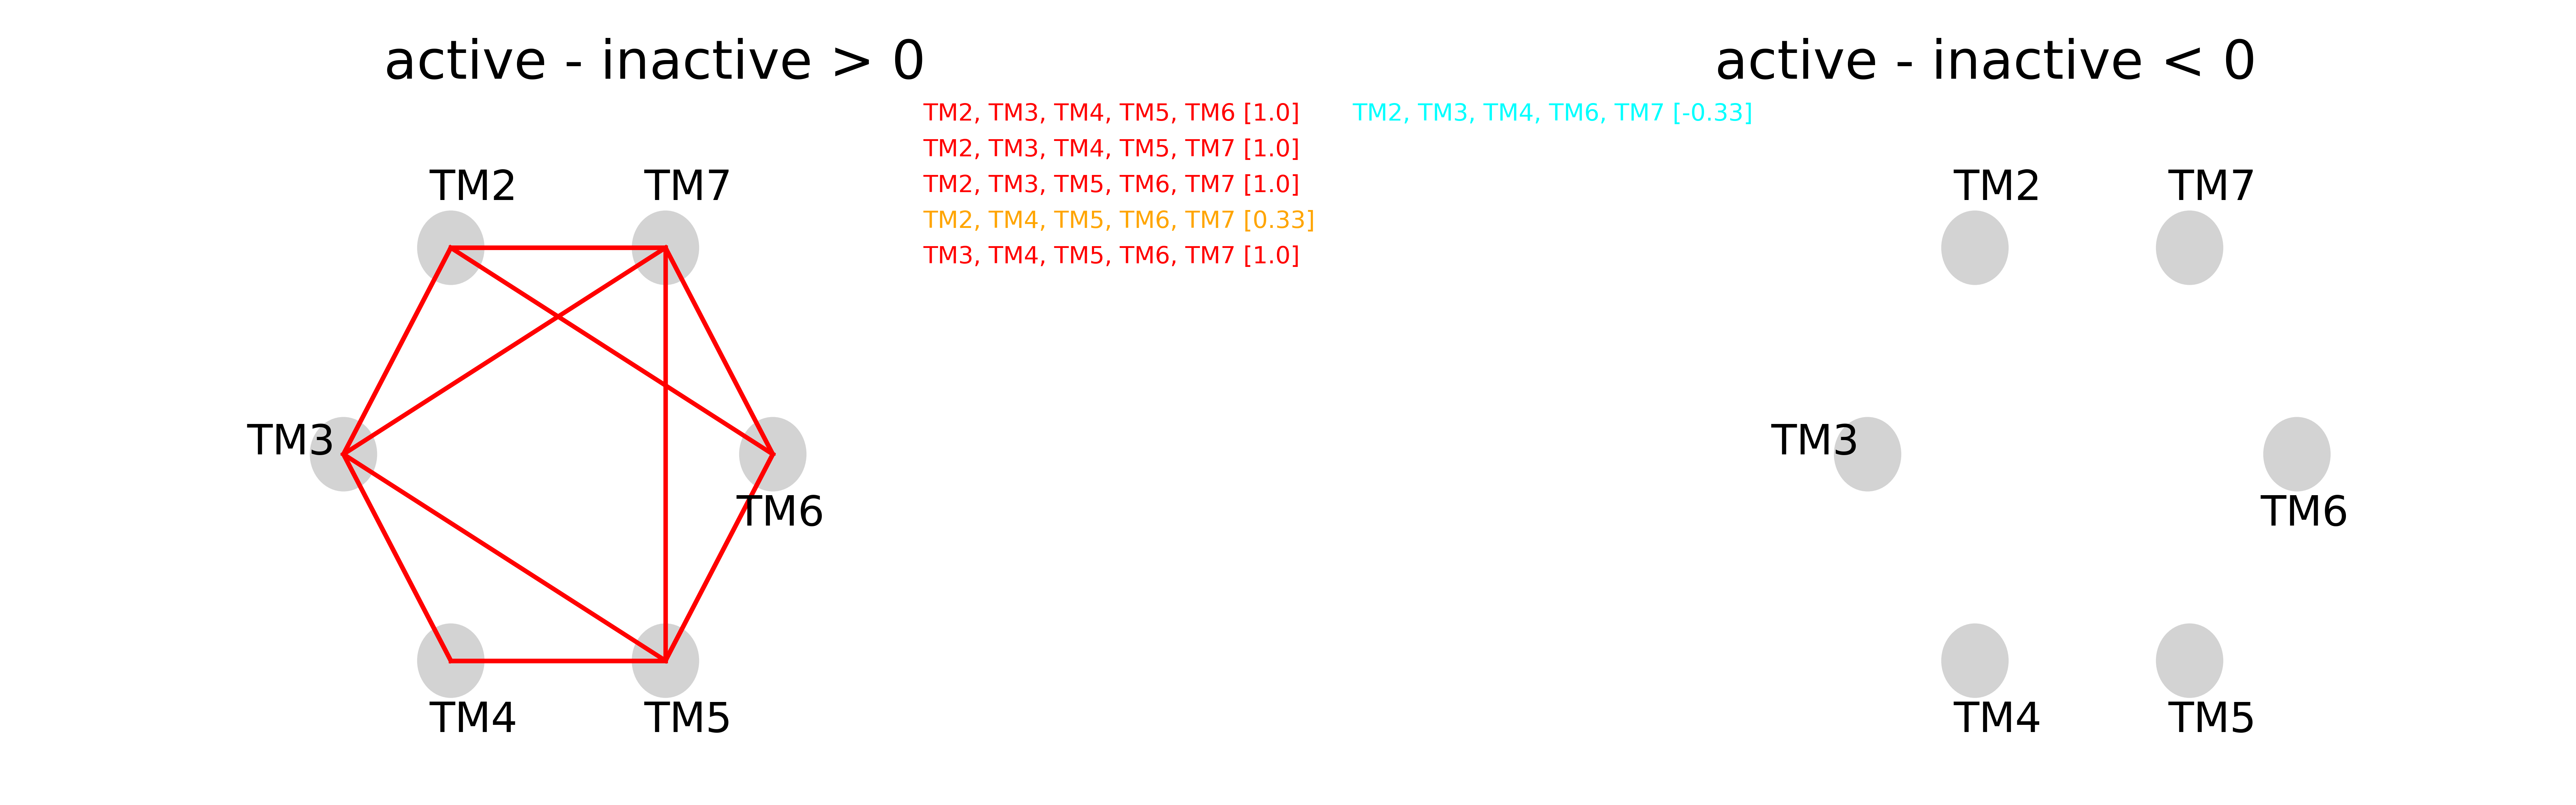 active - inactive > 0
TM2, TM3, TM4, TM5, TM6 [1.0]
TM2, TM3, TM4, TM5, TM7 [1.0]
TM2, TM3, TM5, TM6, TM7 [1.0]
TM2, TM4, TM5, TM6, TM7 [0.33]
TM3, TM4, TM5, TM6, TM7 [1.0]
TM2
TM7
TM3
TM6
TM4
TM5
active - inactive < 0
TM2, TM3, TM4, TM6, TM7 [-0.33]
TM2
TM7
TM3
TM6
TM4
TM5